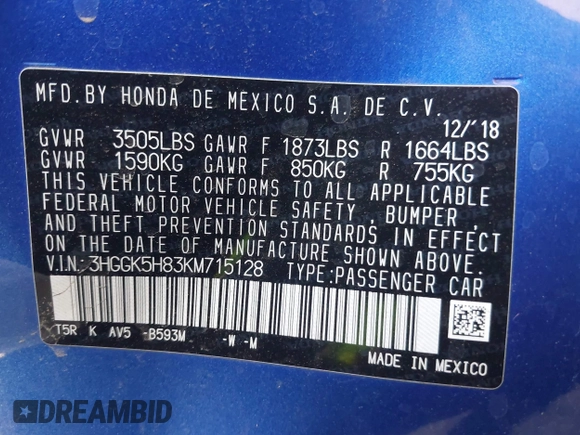 MFD.BY HONDA DE MEXICO S.A. DE C.V.
12/'18
GVWR 3505LBS GAWR F 1873LBS R 1664LBS
GVWR 1590KG GAWR F 850KG R 755KG
THIS VEHICLE CONFORMS TO ALL APPLICABLE
FEDERAL MOTOR VEHICLE SAFETY , BUMPER ,
AND THEFT PREVENTION STANDARDS IN EFFECT
ON THE DATE OF MANUFACTURE SHOWN ABOVE.
V.I.N: 3HGGK5H83KM715128 TYPE:PASSENGER CAR
T5R K AV5 -B593M -W -M
MADE IN MEXICO
DREAMBID